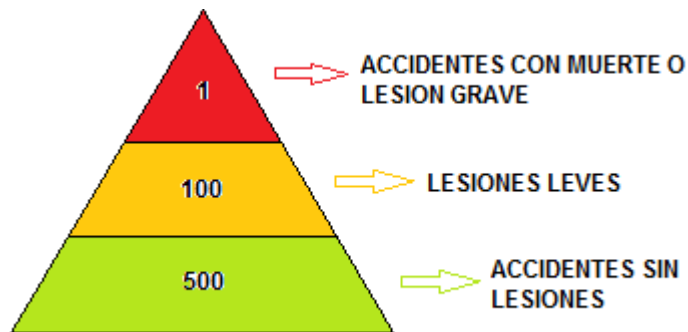 1
ACCIDENTES CON MUERTE O
LESION GRAVE
100
LESIONES LEVES
500
ACCIDENTES SIN
LESIONES